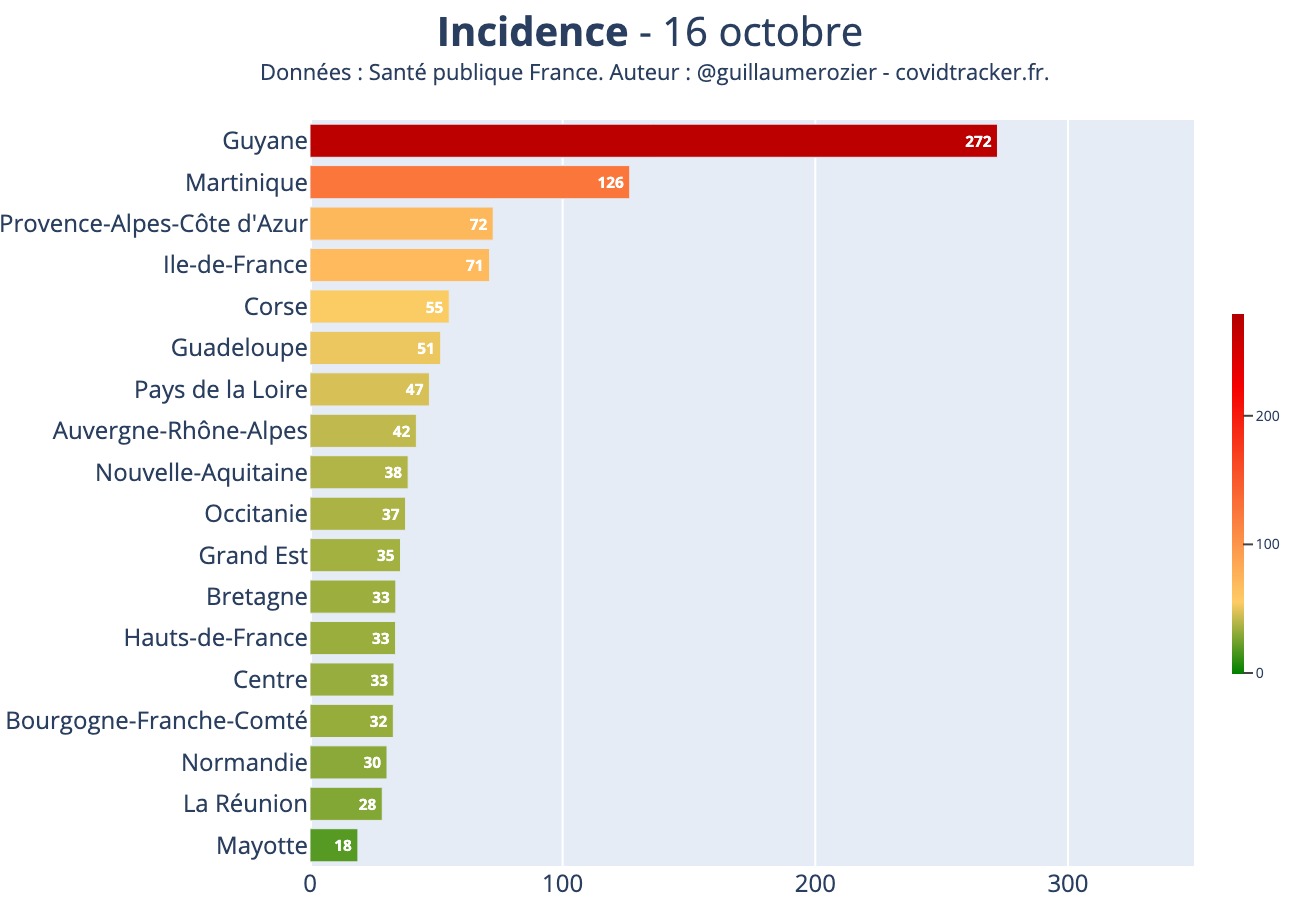 Incidence - 16 octobre
Données : Santé publique France. Auteur : @guillaumerozier - covidtracker.fr.
Guyane 272
Martinique 126
Provence-Alpes-Côte d'Azur 72
Ile-de-France 71
Corse 55
Guadeloupe 51
Pays de la Loire 47
Auvergne-Rhône-Alpes 42
Nouvelle-Aquitaine 38
Occitanie 37
Grand Est 35
Bretagne 33
Hauts-de-France 33
Centre 33
Bourgogne-Franche-Comté 32
Normandie 30
La Réunion 28
Mayotte 18
0 100 200 300
200
100
0